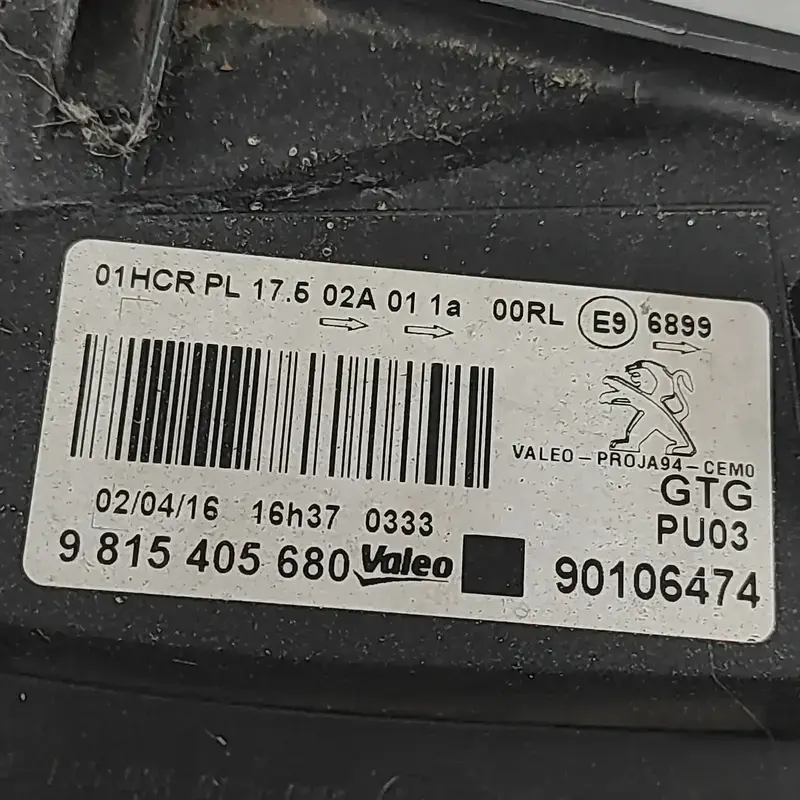 01HCR PL 17.5 02A 01 1a 00RL E9 6899
VALEO-PROJA94-CEM0
GTG
02/04/16 16h37 0333
PU03
9 815 405 680 Valeo 90106474